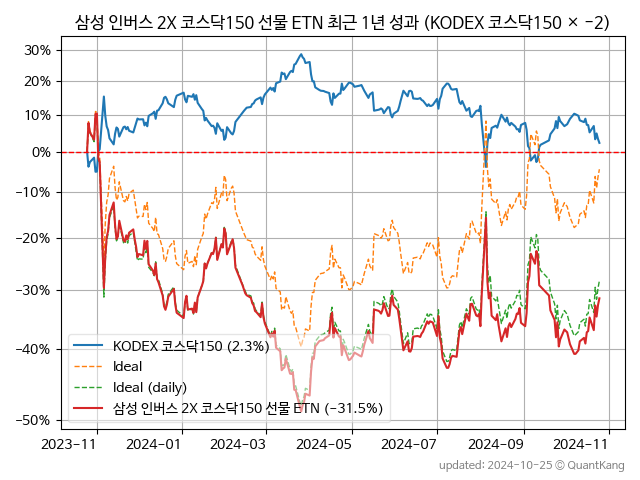 삼성 인버스 2X 코스닥150 선물 ETN 최근 1년 성과 (KODEX 코스닥150 × −2)
30%
20%
10%
0%
−10%
−20%
−30%
−40%
−50%
KODEX 코스닥150 (2.3%)
Ideal
Ideal (daily)
삼성 인버스 2X 코스닥150 선물 ETN (−31.5%)
2023-11 2024-01 2024-03 2024-05 2024-07 2024-09 2024-11
updated: 2024-10-25 © QuantKang